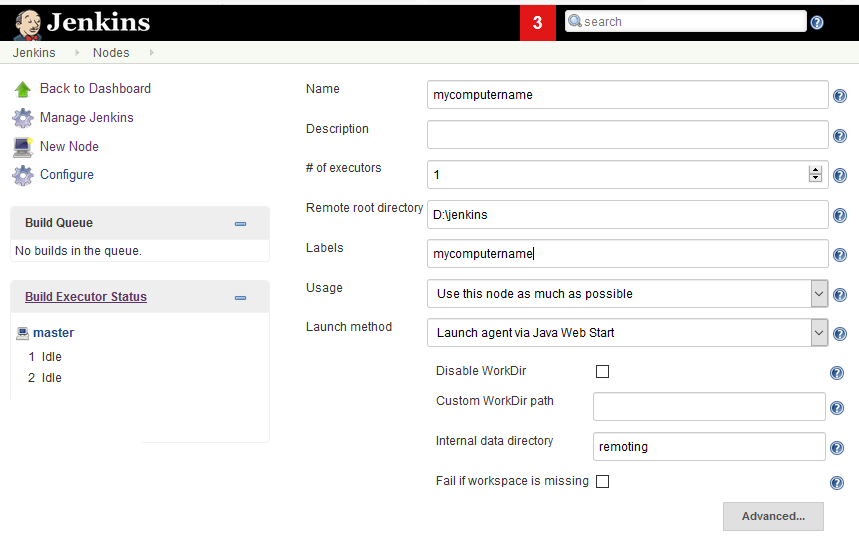 Jenkins
3
search
Jenkins
Nodes
Back to Dashboard
Manage Jenkins
New Node
Configure
Build Queue
No builds in the queue.
Build Executor Status
master
1 Idle
2 Idle
Name
mycomputername
Description
# of executors
1
Remote root directory
D:\jenkins
Labels
mycomputername
Usage
Use this node as much as possible
Launch method
Launch agent via Java Web Start
Disable WorkDir
Custom WorkDir path
Internal data directory
remoting
Fail if workspace is missing
Advanced...